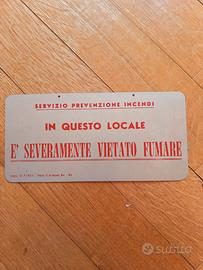 SERVIZIO PREVENZIONE INCENDI
IN QUESTO LOCALE
E' SEVERAMENTE VIETATO FUMARE
subito